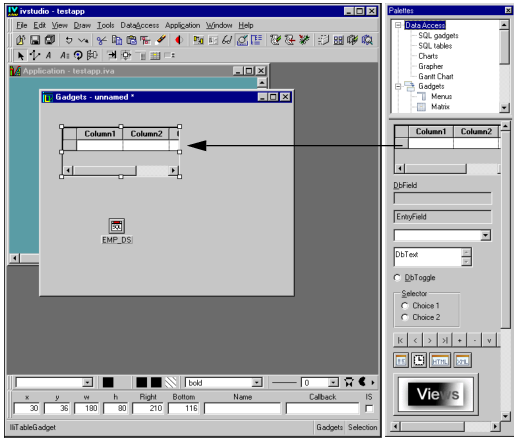 ivstudio - testapp
File Edit View Draw Tools DataAccess Application Window Help
Application - testapp.iva
Gadgets - unnamed *
Column1 Column2
SQL
EMP_DS
bold
0
x y w h Right Bottom Name Callback IS
30 36 180 80 210 116
IliTableGadget
Gadgets Selection
Palettes
Data Access
SQL gadgets
SQL tables
Charts
Grapher
Gantt Chart
Gadgets
Menus
Matrix
Column1 Column2
DbField
EntryField
DbText
DbToggle
Selector
Choice 1
Choice 2
|< < > >| + - v
HTML XML
Views